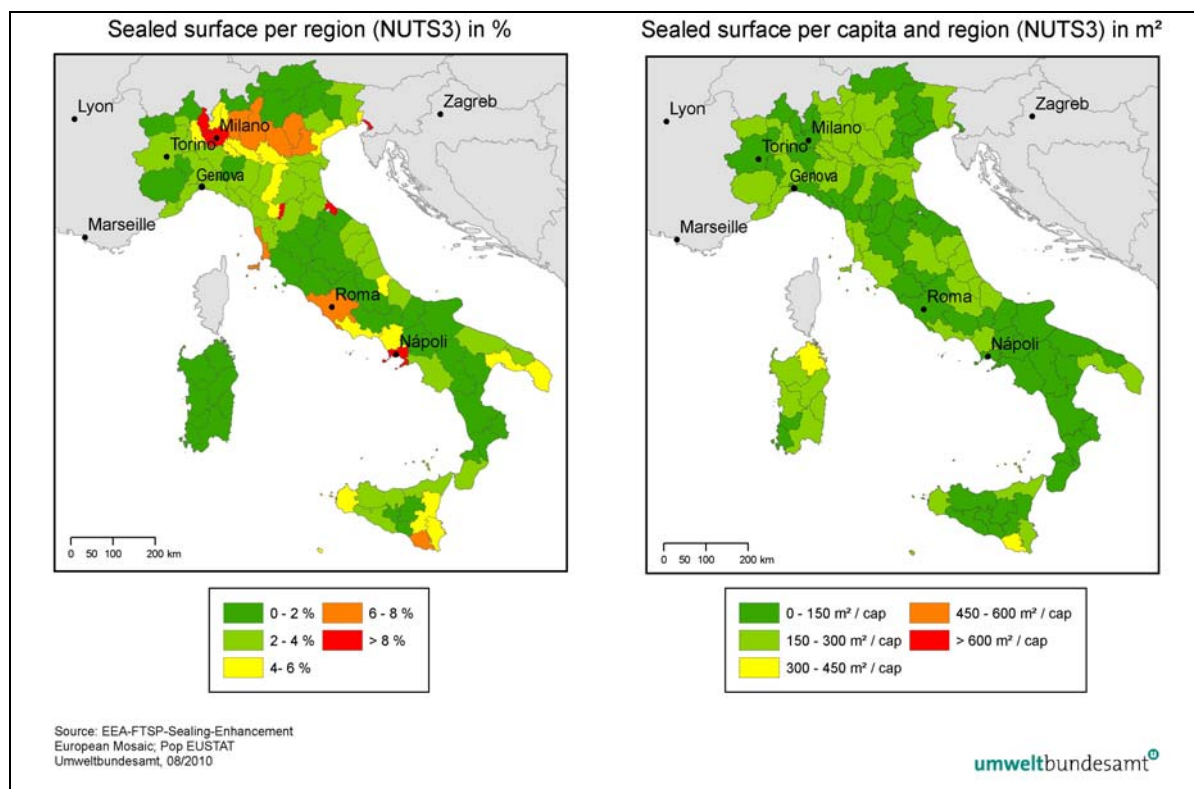 Sealed surface per region (NUTS3) in %
Lyon
Zagreb
Milano
Torino
Genova
Marseille
Roma
Nápoli
0 50 100 200 km
0 - 2 %
2 - 4 %
4- 6 %
6 - 8 %
> 8 %
Sealed surface per capita and region (NUTS3) in m²
Lyon
Zagreb
Milano
Torino
Genova
Marseille
Roma
Nápoli
0 50 100 200 km
0 - 150 m² / cap
150 - 300 m² / cap
300 - 450 m² / cap
450 - 600 m² / cap
> 600 m² / cap
Source: EEA-FTSP-Sealing-Enhancement
European Mosaic; Pop EUSTAT
Umweltbundesamt, 08/2010
umweltbundesamt